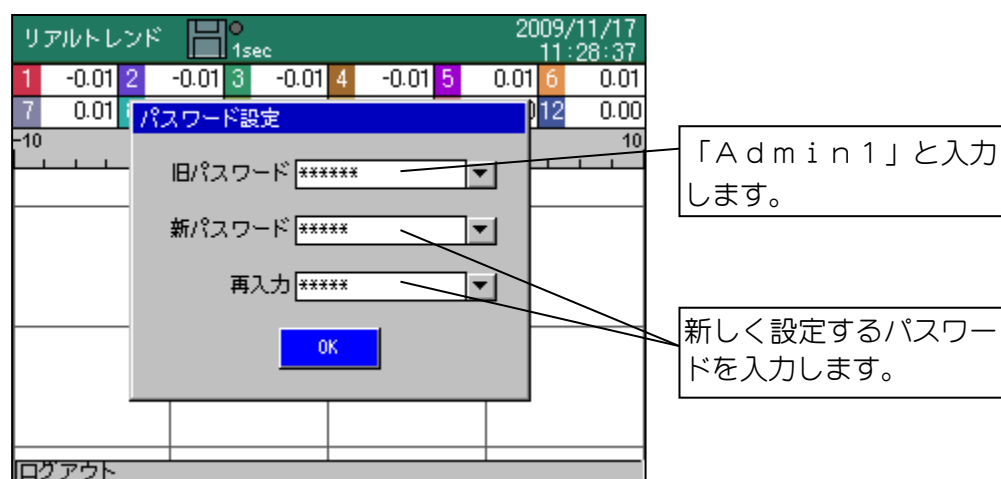 リアルトレンド 1sec 2009/11/17
11:28:37
1 -0.01 2 -0.01 3 -0.01 4 -0.01 5 0.01 6 0.01
7 0.01 12 0.00
パスワード設定
-10 10
旧パスワード ******
「Ａｄｍｉｎ１」と入力
します。
新パスワード *****
再入力 *****
新しく設定するパスワー
ドを入力します。
OK
ログアウト